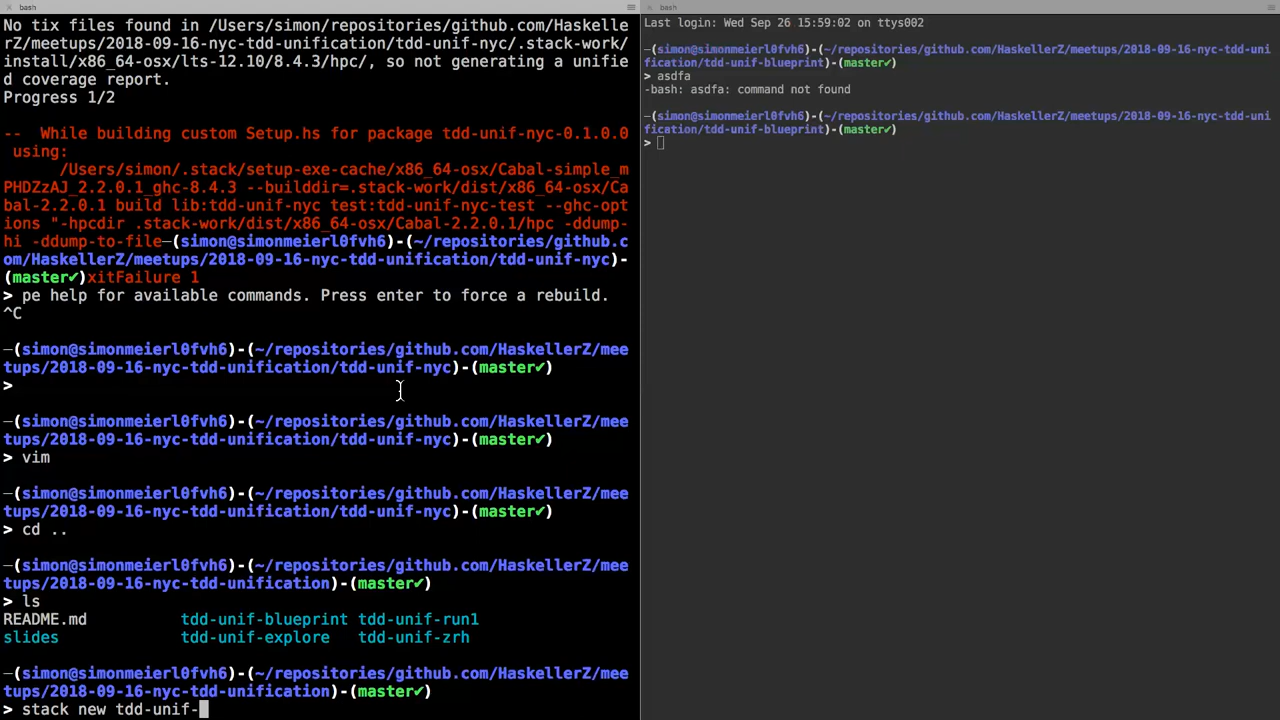 bash
No tix files found in /Users/simon/repositories/github.com/Haskelle
rZ/meetups/2018-09-16-nyc-tdd-unification/tdd-unif-nyc/.stack-work/
install/x86_64-osx/lts-12.10/8.4.3/hpc/, so not generating a unifie
d coverage report.
Progress 1/2
--  While building custom Setup.hs for package tdd-unif-nyc-0.1.0.0
 using:
      /Users/simon/.stack/setup-exe-cache/x86_64-osx/Cabal-simple_m
PHDZzAJ_2.2.0.1_ghc-8.4.3 --builddir=.stack-work/dist/x86_64-osx/Ca
bal-2.2.0.1 build lib:tdd-unif-nyc test:tdd-unif-nyc-test --ghc-opt
ions "-hpcdir .stack-work/dist/x86_64-osx/Cabal-2.2.0.1/hpc -ddump-
hi -ddump-to-file—(simon@simonmeierl0fvh6)-(~/repositories/github.c
om/HaskellerZ/meetups/2018-09-16-nyc-tdd-unification/tdd-unif-nyc)-
(master✔)xitFailure 1
> pe help for available commands. Press enter to force a rebuild.
^C
—(simon@simonmeierl0fvh6)-(~/repositories/github.com/HaskellerZ/mee
tups/2018-09-16-nyc-tdd-unification/tdd-unif-nyc)-(master✔)
>
—(simon@simonmeierl0fvh6)-(~/repositories/github.com/HaskellerZ/mee
tups/2018-09-16-nyc-tdd-unification/tdd-unif-nyc)-(master✔)
> vim
—(simon@simonmeierl0fvh6)-(~/repositories/github.com/HaskellerZ/mee
tups/2018-09-16-nyc-tdd-unification/tdd-unif-nyc)-(master✔)
> cd ..
—(simon@simonmeierl0fvh6)-(~/repositories/github.com/HaskellerZ/mee
tups/2018-09-16-nyc-tdd-unification)-(master✔)
> ls
README.md          tdd-unif-blueprint tdd-unif-run1
slides             tdd-unif-explore   tdd-unif-zrh
—(simon@simonmeierl0fvh6)-(~/repositories/github.com/HaskellerZ/mee
tups/2018-09-16-nyc-tdd-unification)-(master✔)
> stack new tdd-unif-
bash
Last login: Wed Sep 26 15:59:02 on ttys002
—(simon@simonmeierl0fvh6)-(~/repositories/github.com/HaskellerZ/meetups/2018-09-16-nyc-tdd-uni
fication/tdd-unif-blueprint)-(master✔)
> asdfa
-bash: asdfa: command not found
—(simon@simonmeierl0fvh6)-(~/repositories/github.com/HaskellerZ/meetups/2018-09-16-nyc-tdd-uni
fication/tdd-unif-blueprint)-(master✔)
>